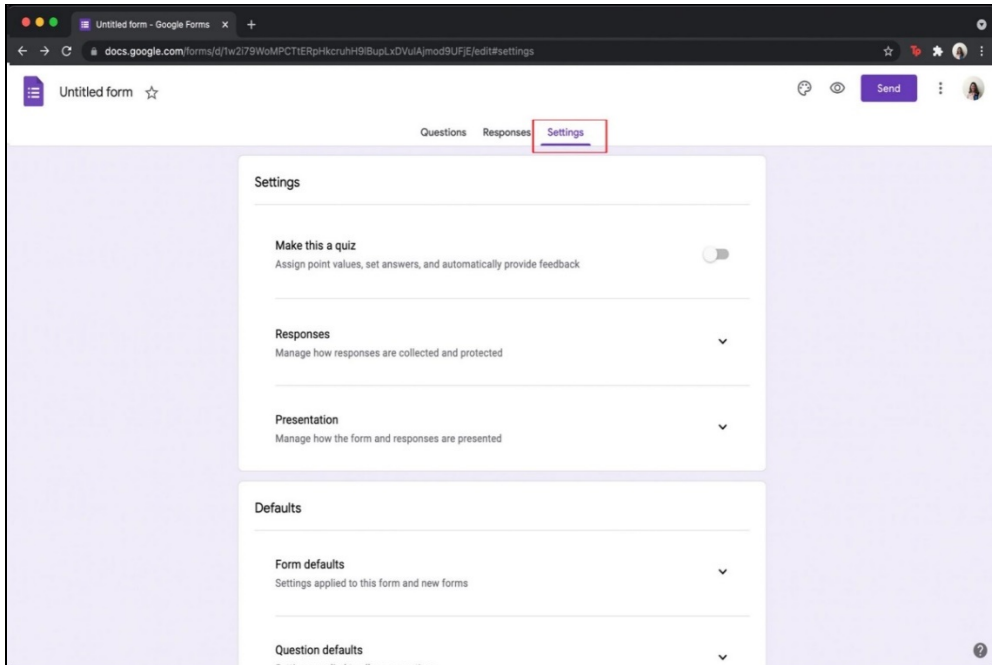 Untitled form - Google Forms
docs.google.com/forms/d/1w2i79WoMPCTtERpHkcruhH9lBupLxDVulAjmod9UFjE/edit#settings
Untitled form
Send
Questions Responses Settings
Settings
Make this a quiz
Assign point values, set answers, and automatically provide feedback
Responses
Manage how responses are collected and protected
Presentation
Manage how the form and responses are presented
Defaults
Form defaults
Settings applied to this form and new forms
Question defaults